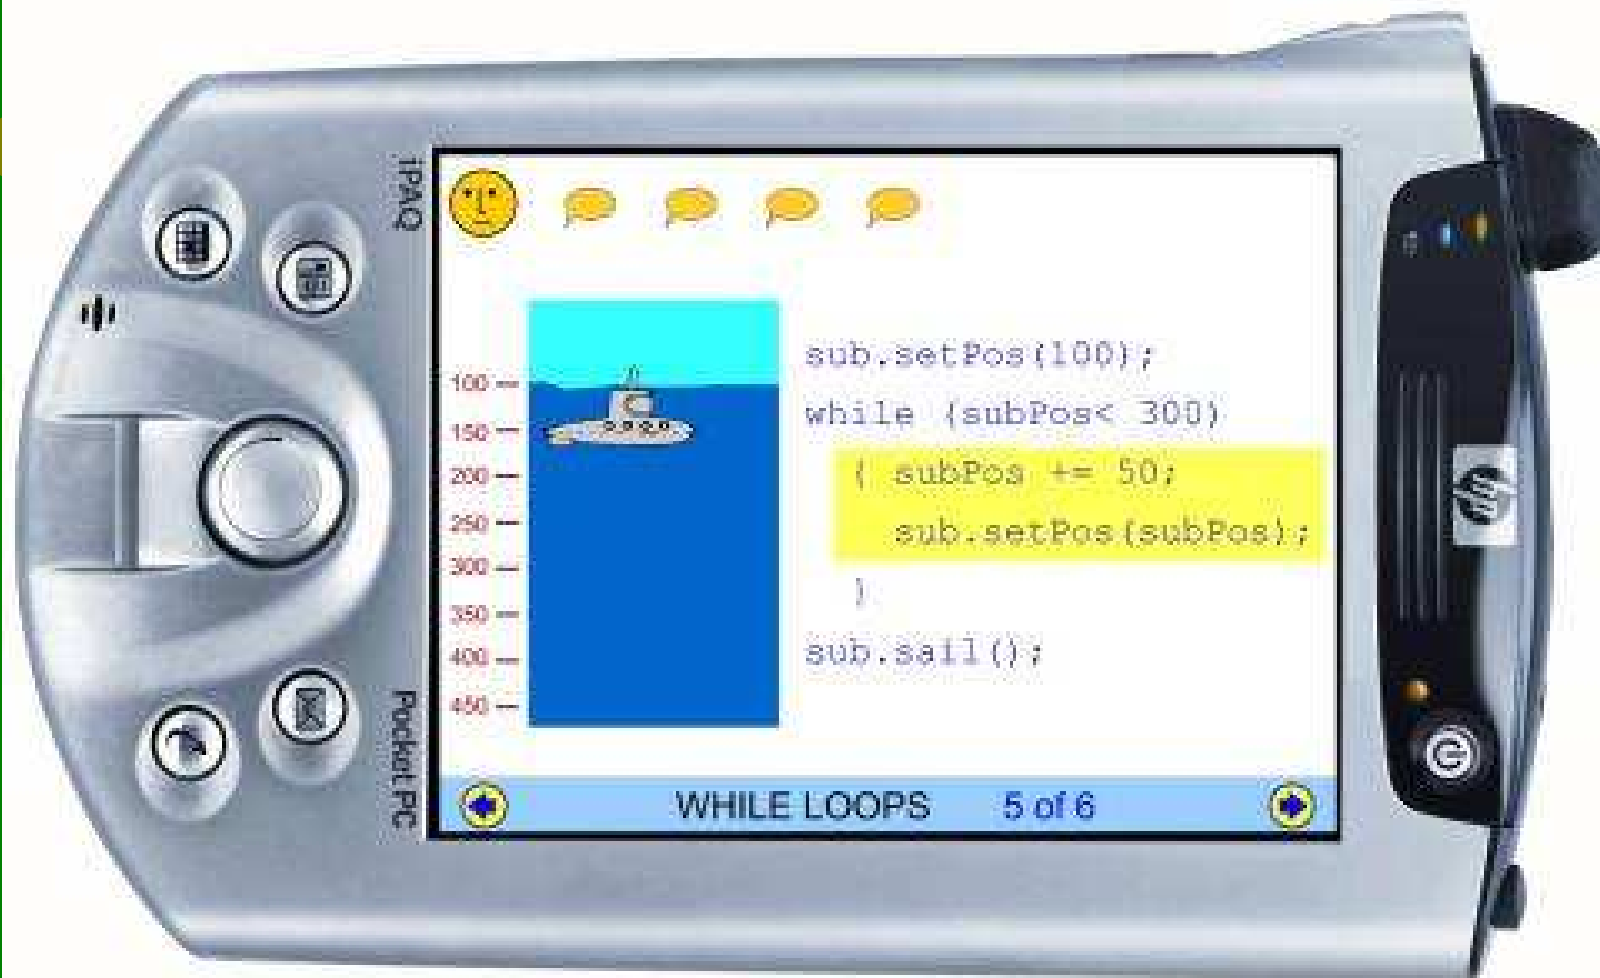 iPAQ
100
150
200
250
300
350
400
450
sub.setPos(100);
while (subPos< 300)
{ subPos += 50;
sub.setPos(subPos);
}
sub.sail();
WHILE LOOPS 5 of 6
Pocket PC
hp